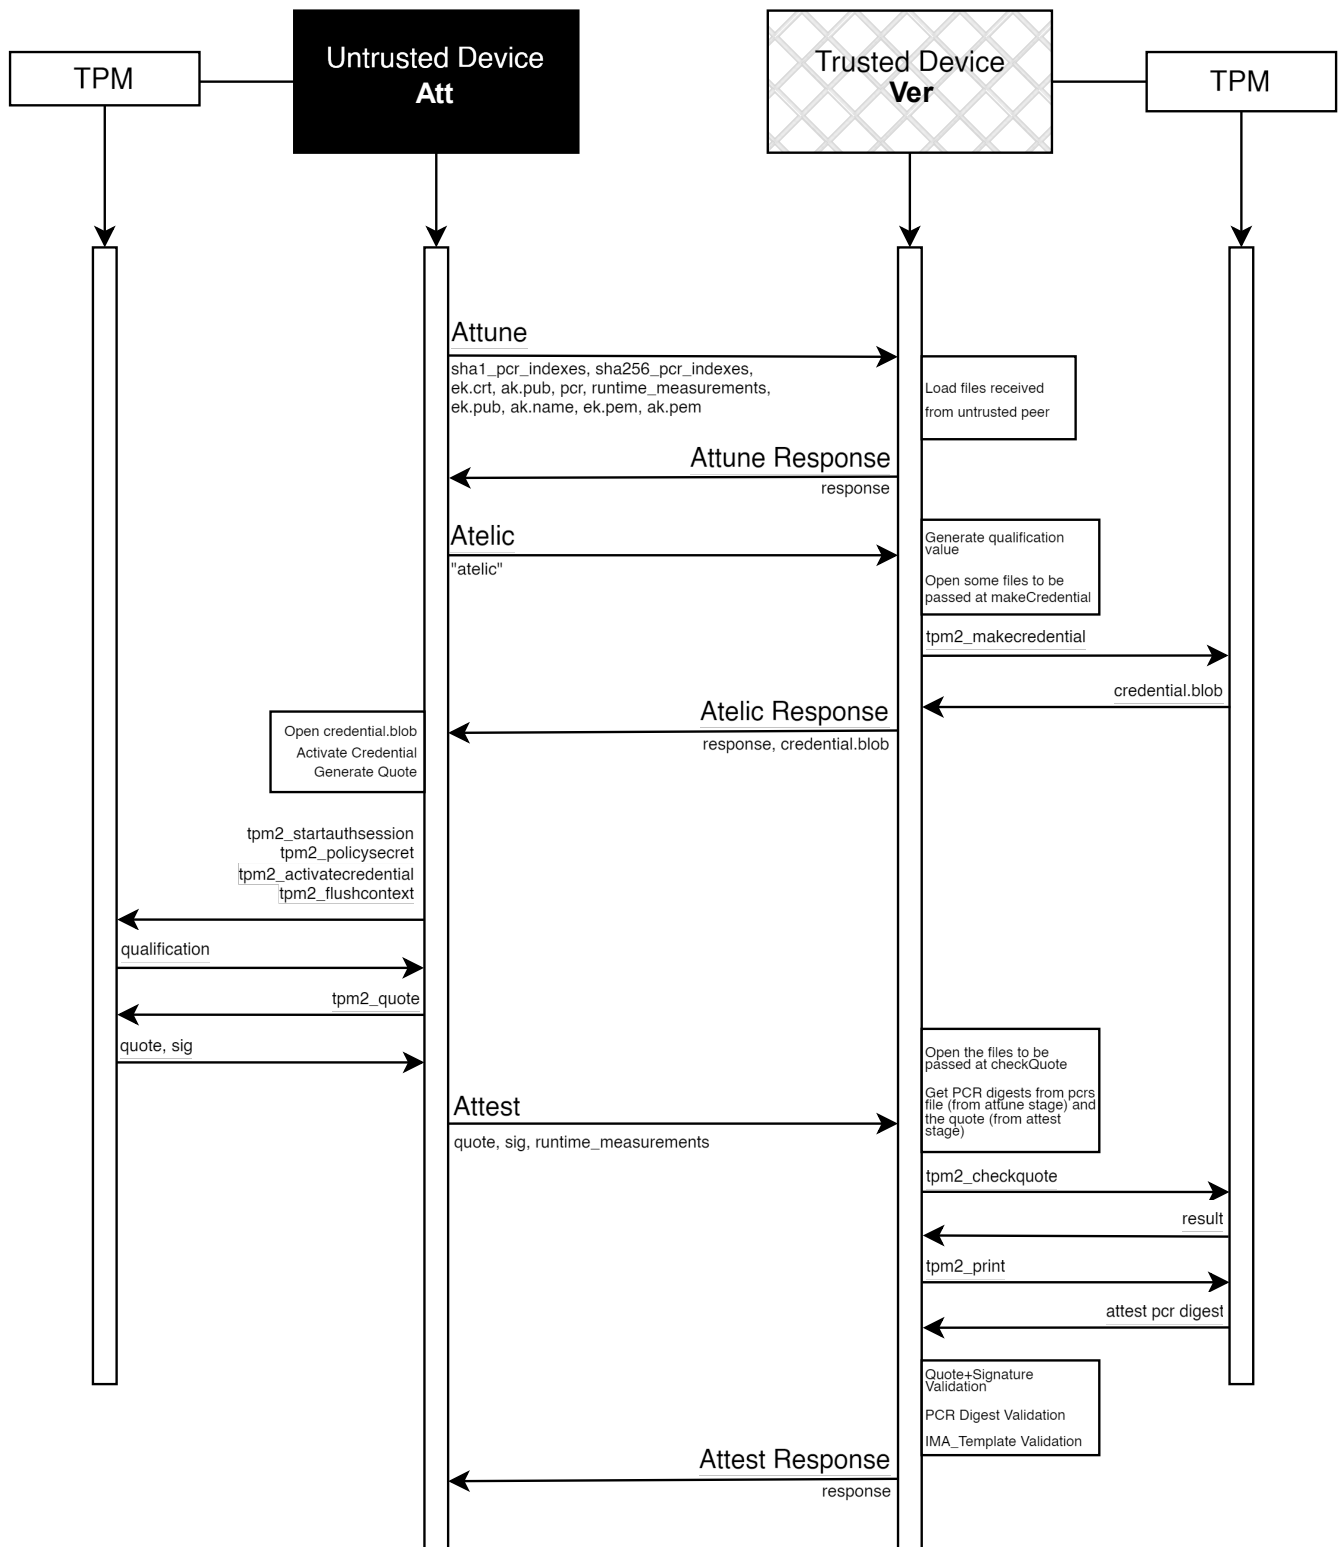 TPM
Untrusted Device
Att
Trusted Device
Ver
TPM
Attune
sha1_pcr_indexes, sha256_pcr_indexes,
ek.crt, ak.pub, pcr, runtime_measurements,
ek.pub, ak.name, ek.pem, ak.pem
Load files received
from untrusted peer
Attune Response
response
Atelic
"atelic"
Generate qualification
value
Open some files to be
passed at makeCredential
tpm2_makecredential
credential.blob
Atelic Response
response, credential.blob
Open credential.blob
Activate Credential
Generate Quote
tpm2_startauthsession
tpm2_policysecret
tpm2_activatecredential
tpm2_flushcontext
qualification
tpm2_quote
quote, sig
Open the files to be
passed at checkQuote
Get PCR digests from pcrs
file (from attune stage) and
the quote (from attest
stage)
Attest
quote, sig, runtime_measurements
tpm2_checkquote
result
tpm2_print
attest pcr digest
Quote+Signature
Validation
PCR Digest Validation
IMA_Template Validation
Attest Response
response